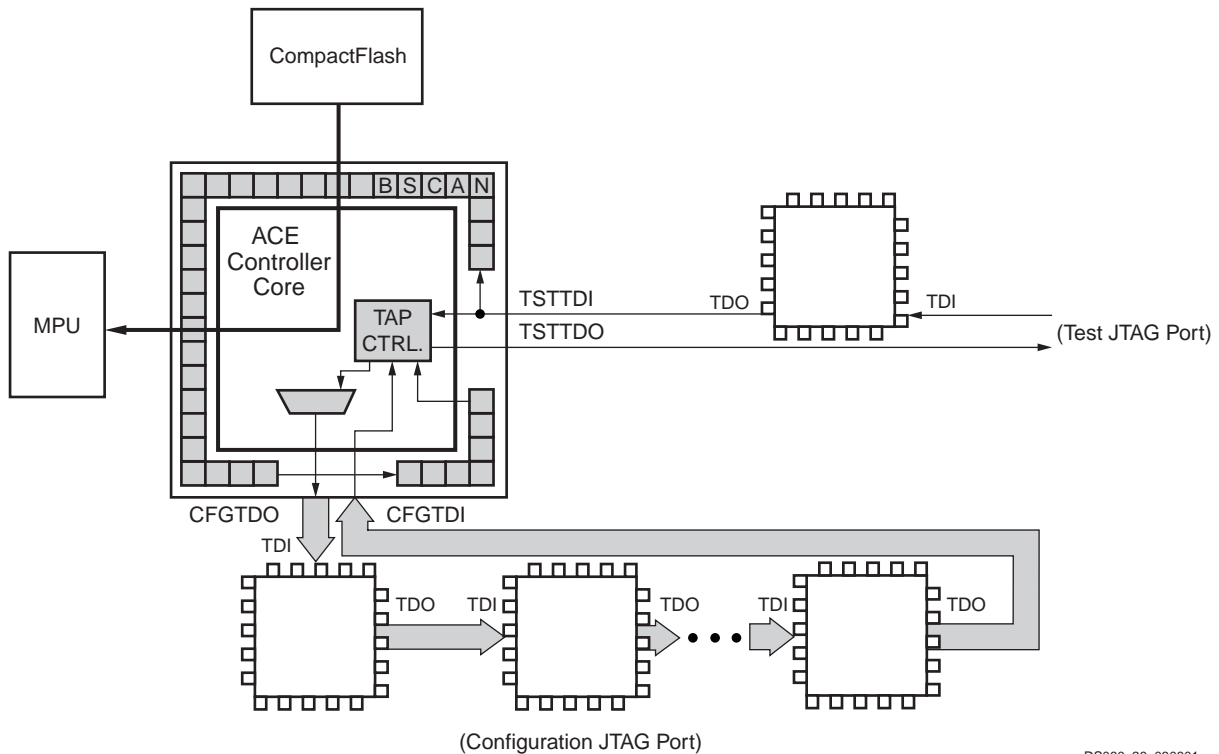 CompactFlash
B S C A N
ACE
Controller
Core
MPU
TAP
CTRL.
TSTTDI
TSTTDO
TDO
TDI
(Test JTAG Port)
CFGTDO
CFGTDI
TDI
TDO
TDI
TDO
TDI
TDO
(Configuration JTAG Port)